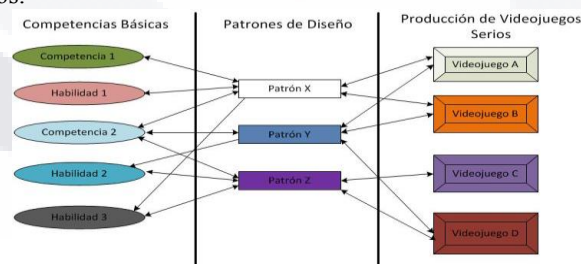 os.
Competencias Básicas
Patrones de Diseño
Producción de Videojuegos
Serios
Competencia 1
Habilidad 1
Competencia 2
Habilidad 2
Habilidad 3
Patrón X
Patrón Y
Patrón Z
Videojuego A
Videojuego B
Videojuego C
Videojuego D